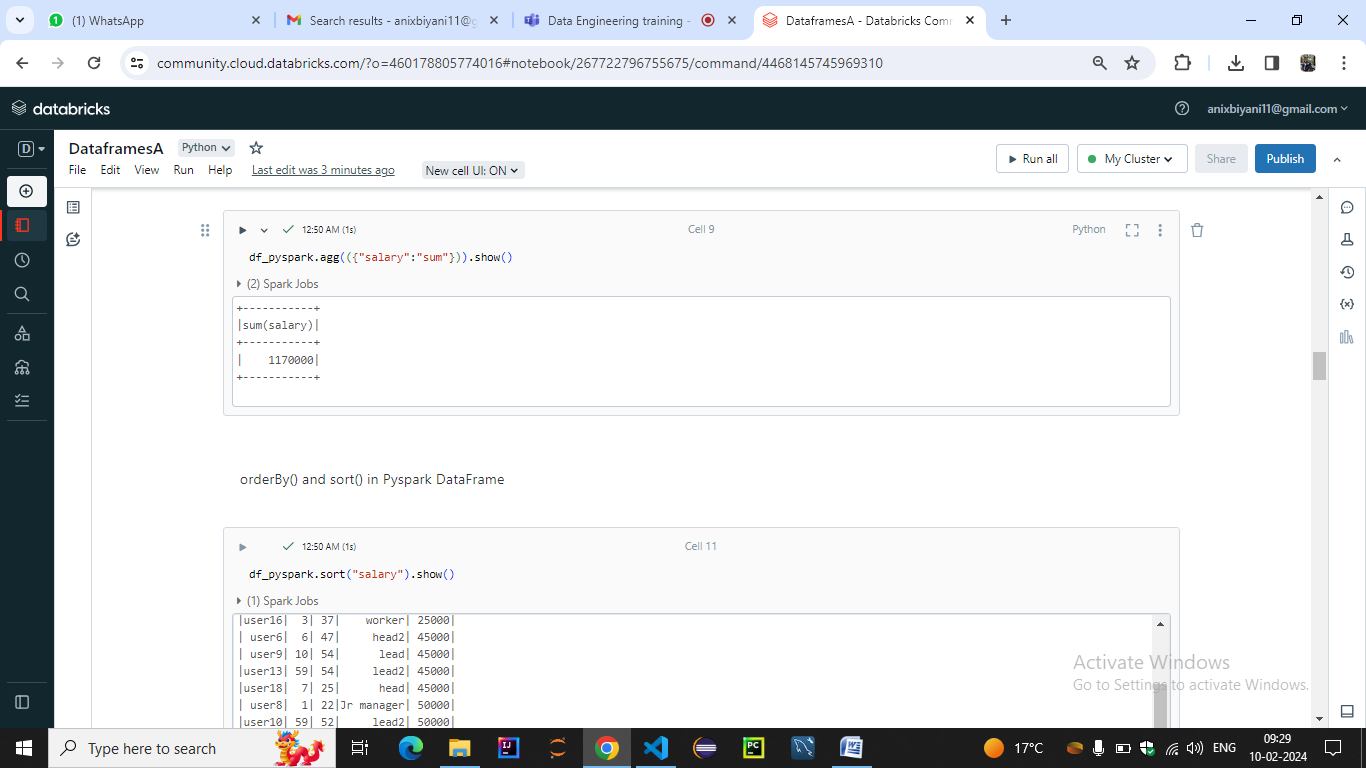 (1) WhatsApp
Search results - anixbiyani11@g
Data Engineering training -
DataframesA - Databricks Com
community.cloud.databricks.com/?o=460178805774016#notebook/267722796755675/command/4468145745969310
databricks
anixbiyani11@gmail.com
D
DataframesA
Python
File Edit View Run Help
Last edit was 3 minutes ago
New cell UI: ON
Run all
My Cluster
Share
Publish
12:50 AM (1s)
Cell 9
Python
df_pyspark.agg(({"salary":"sum"})).show()
(2) Spark Jobs
+-----------+
|sum(salary)|
+-----------+
|    1170000|
+-----------+
orderBy() and sort() in Pyspark DataFrame
12:50 AM (1s)
Cell 11
df_pyspark.sort("salary").show()
(1) Spark Jobs
|user16|  3| 37|    worker| 25000|
| user6|  6| 47|     head2| 45000|
| user9| 10| 54|      lead| 45000|
|user13| 59| 54|     lead2| 45000|
|user18|  7| 25|      head| 45000|
| user8|  1| 22|Jr manager| 50000|
|user10| 59| 52|     lead2| 50000|
Activate Windows
Go to Settings to activate Windows.
Type here to search
17°C
ENG
09:29
10-02-2024